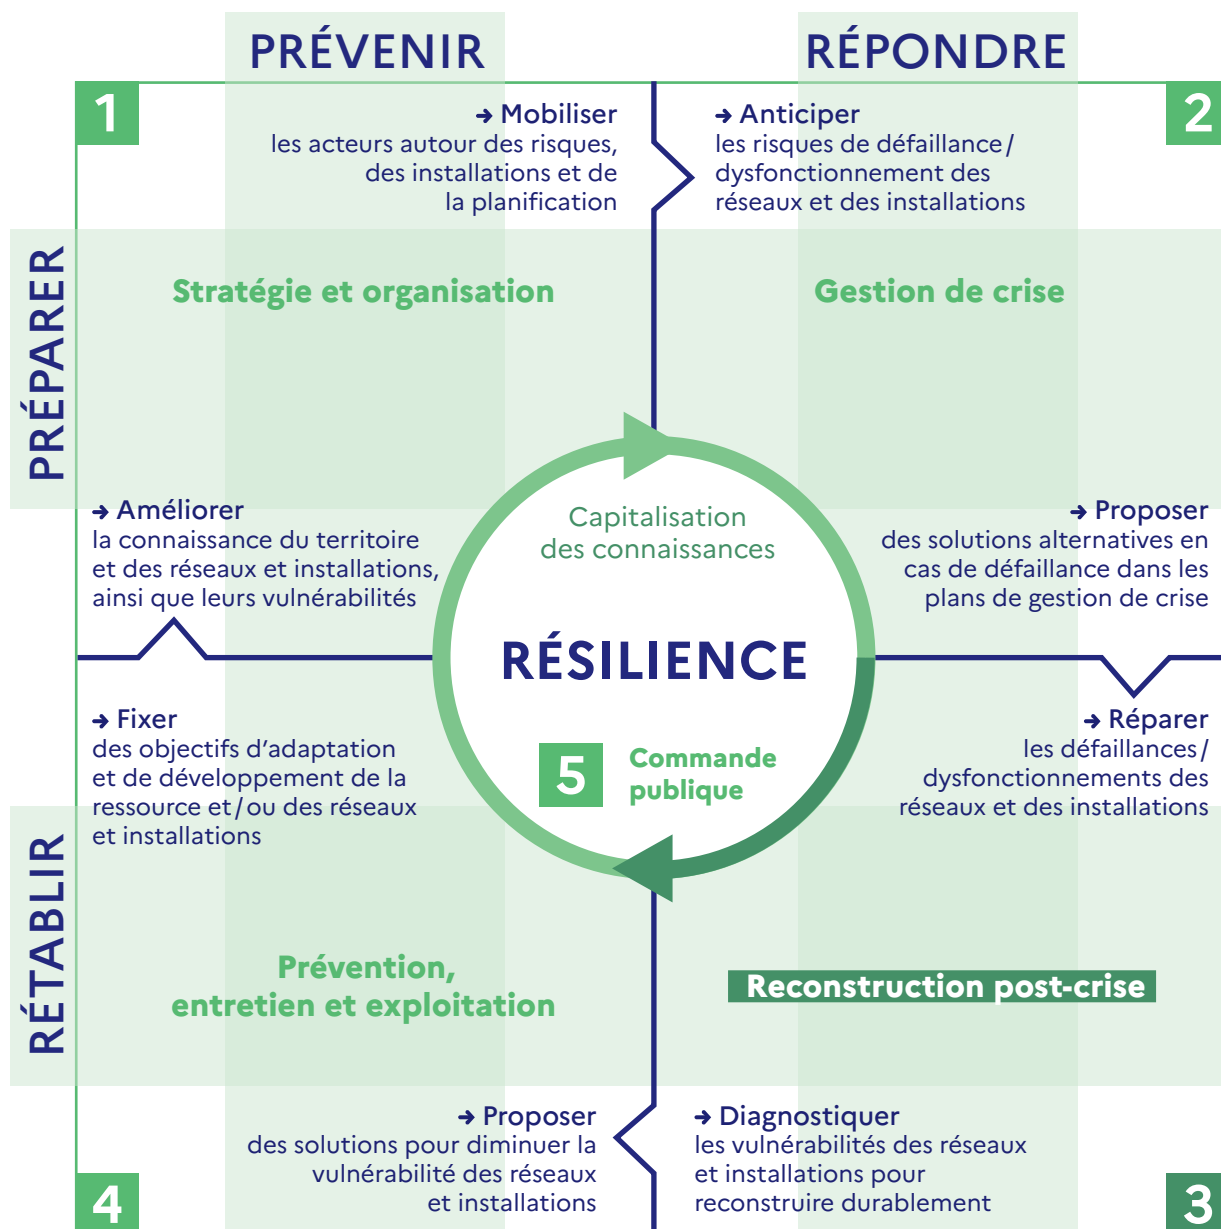 PRÉVENIR
RÉPONDRE
1
2
→ Mobiliser
les acteurs autour des risques,
des installations et de
la planification
→ Anticiper
les risques de défaillance/
dysfonctionnement des
réseaux et des installations
PRÉPARER
Stratégie et organisation
Gestion de crise
→ Améliorer
la connaissance du territoire
et des réseaux et installations,
ainsi que leurs vulnérabilités
Capitalisation
des connaissances
→ Proposer
des solutions alternatives en
cas de défaillance dans les
plans de gestion de crise
RÉSILIENCE
→ Fixer
des objectifs d’adaptation
et de développement de la
ressource et/ou des réseaux
et installations
5
Commande
publique
→ Réparer
les défaillances/
dysfonctionnements des
réseaux et des installations
RÉTABLIR
Prévention,
entretien et exploitation
Reconstruction post-crise
→ Proposer
des solutions pour diminuer la
vulnérabilité des réseaux
et installations
→ Diagnostiquer
les vulnérabilités des réseaux
et installations pour
reconstruire durablement
4
3